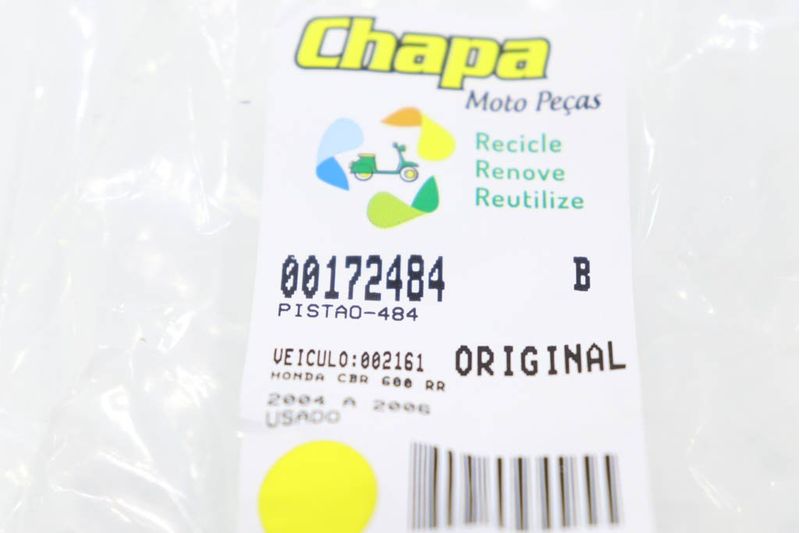 Chapa
Moto Peças
Recicle
Renove
Reutilize
00172484 B
PISTAO-484
VEICULO:002161 ORIGINAL
HONDA CBR 600 RR
2004 A 2006
USADO